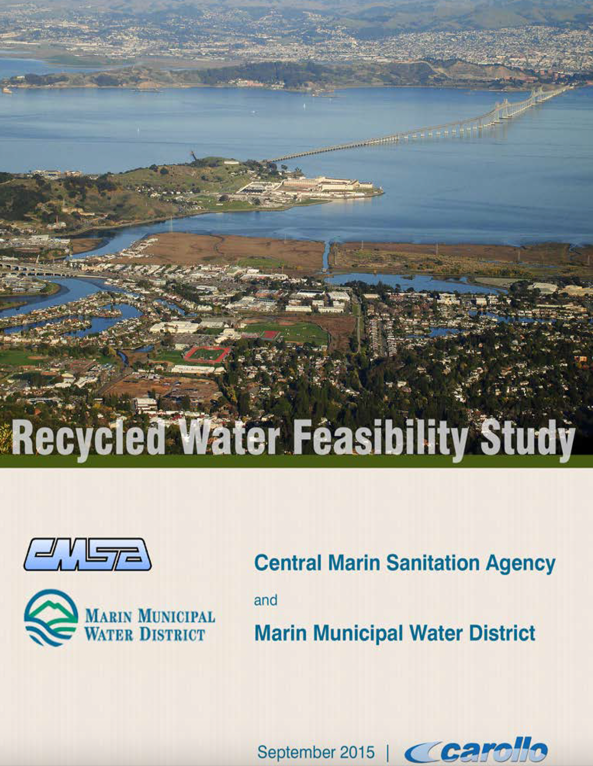 Recycled Water Feasibility Study
CMSA
Central Marin Sanitation Agency
and
MARIN MUNICIPAL
WATER DISTRICT
Marin Municipal Water District
September 2015 |
carollo